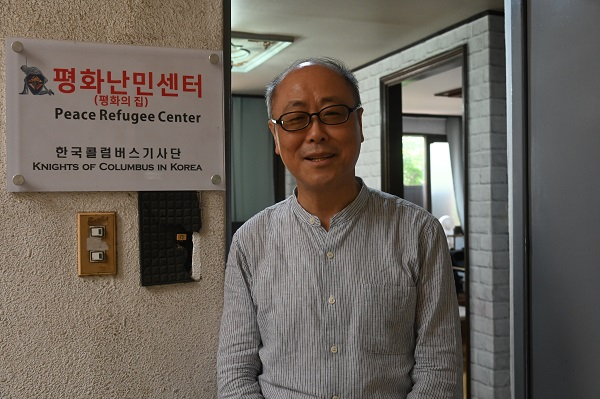 평화난민센터
(평화의 집)
Peace Refugee Center
한국콜럼버스기사단
KNIGHTS OF COLUMBUS IN KOREA